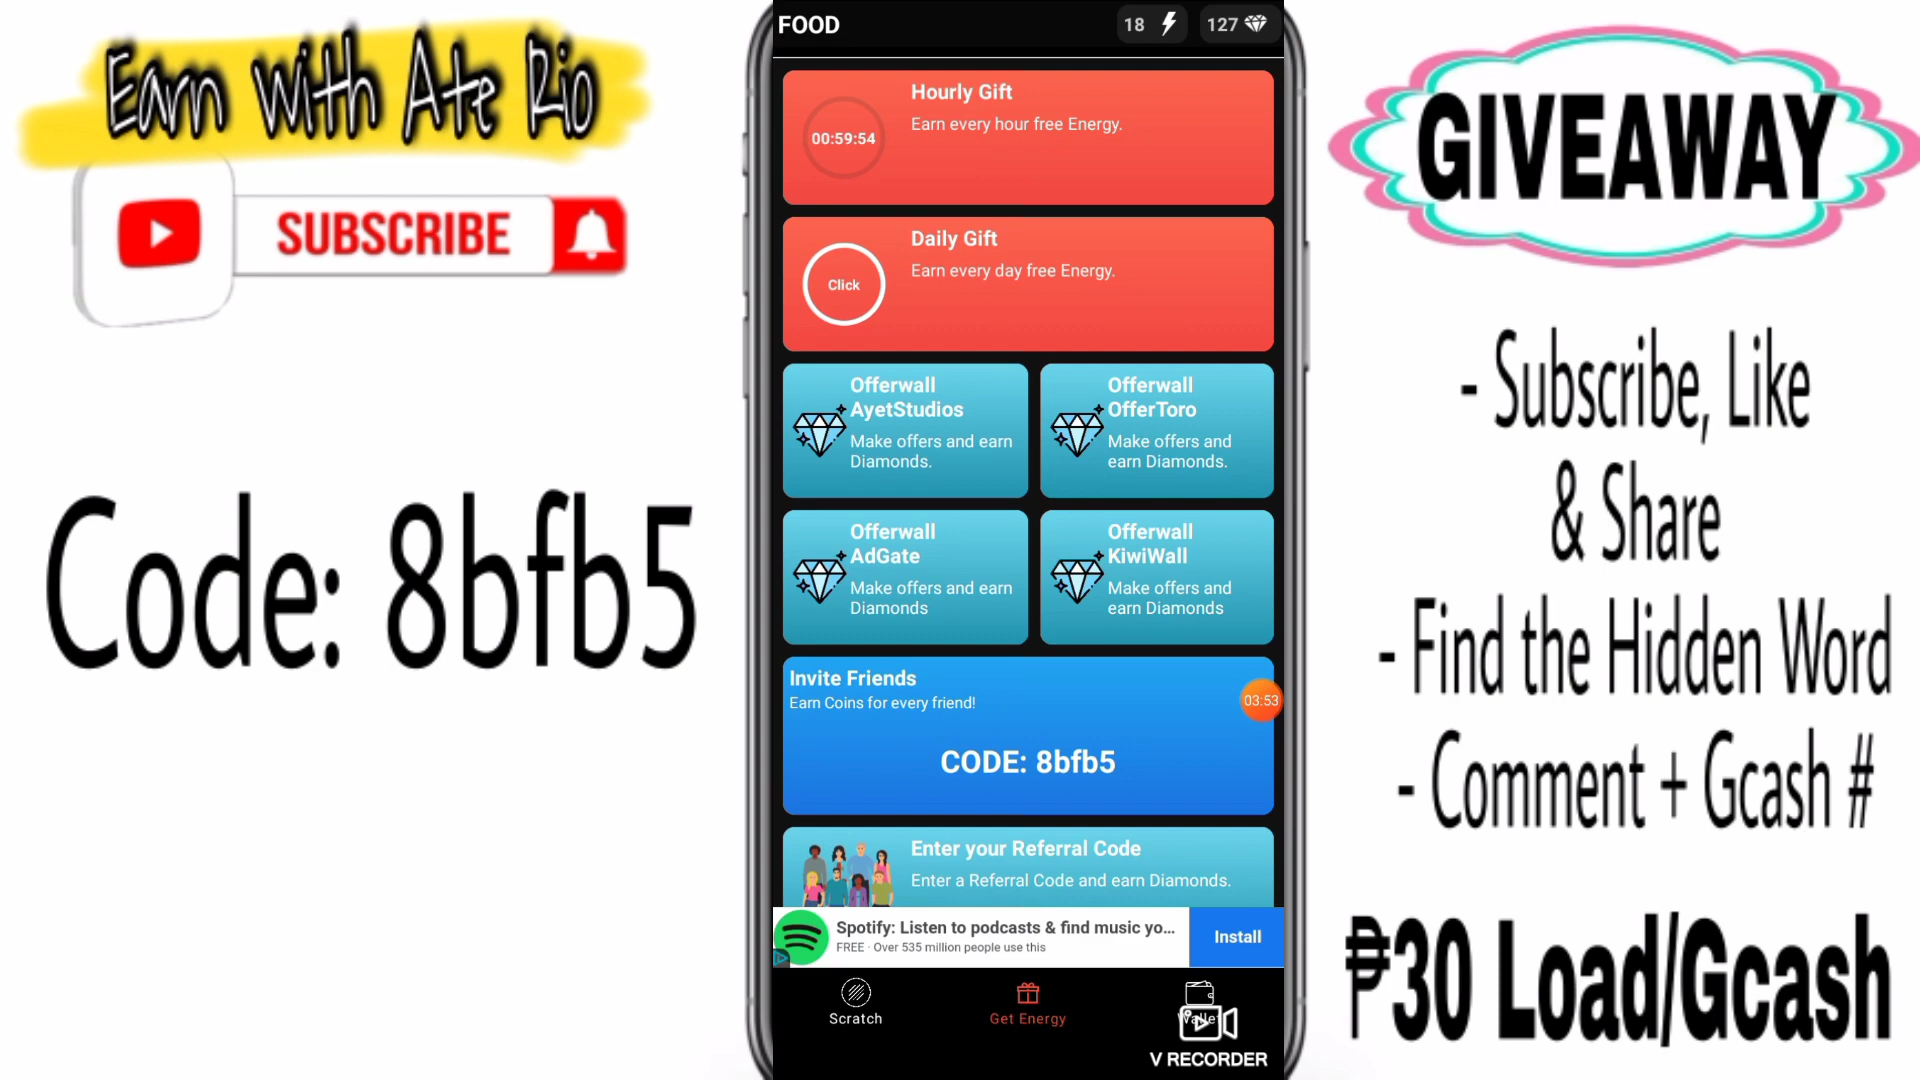 Earn With Ate Rio
SUBSCRIBE
Code: 8bfb5
FOOD
18
127
Hourly Gift
Earn every hour free Energy.
00:59:54
Daily Gift
Earn every day free Energy.
Click
Offerwall
AyetStudios
Make offers and earn
Diamonds.
Offerwall
OfferToro
Make offers and
earn Diamonds.
Offerwall
AdGate
Make offers and earn
Diamonds
Offerwall
KiwiWall
Make offers and
earn Diamonds
Invite Friends
Earn Coins for every friend!
03:53
CODE: 8bfb5
Enter your Referral Code
Enter a Referral Code and earn Diamonds.
Spotify: Listen to podcasts & find music yo...
FREE · Over 535 million people use this
Install
Scratch
Get Energy
Wallet
V RECORDER
GIVEAWAY
- Subscribe, Like
& Share
- Find the Hidden Word
- Comment + Gcash #
₱30 Load/Gcash